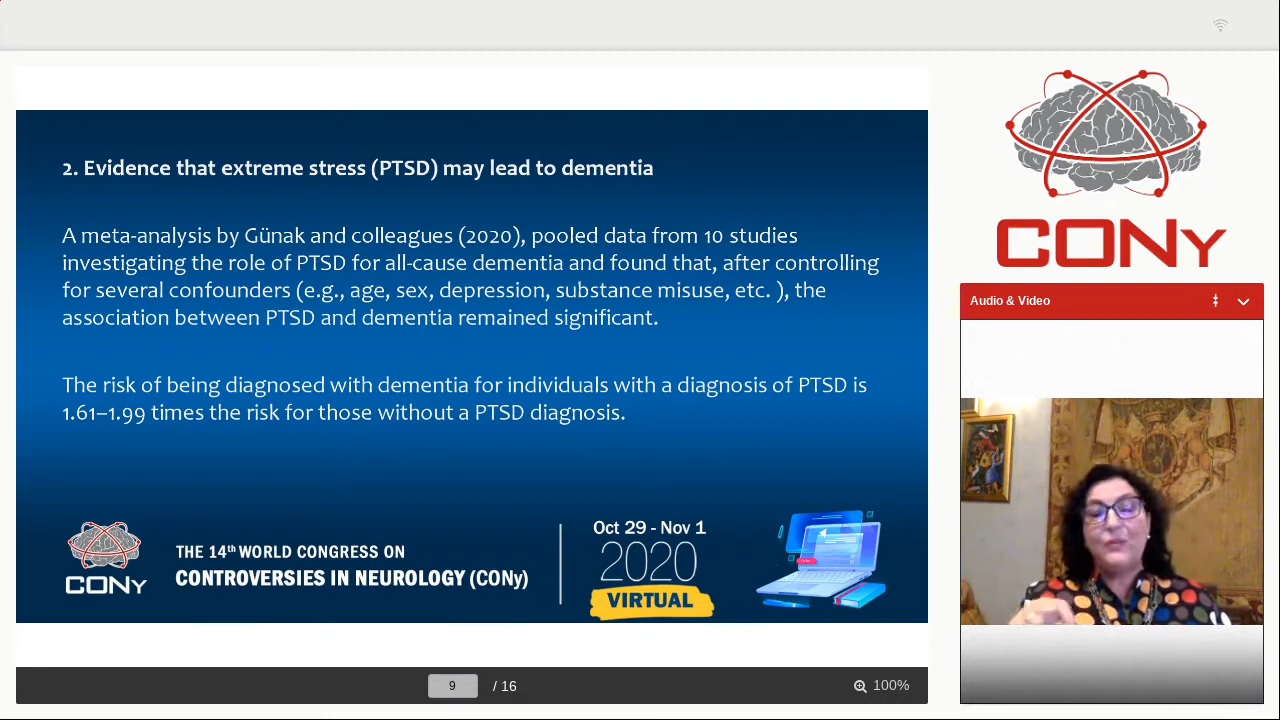 2. Evidence that extreme stress (PTSD) may lead to dementia
A meta-analysis by Günak and colleagues (2020), pooled data from 10 studies
investigating the role of PTSD for all-cause dementia and found that, after controlling
for several confounders (e.g., age, sex, depression, substance misuse, etc. ), the
association between PTSD and dementia remained significant.
The risk of being diagnosed with dementia for individuals with a diagnosis of PTSD is
1.61–1.99 times the risk for those without a PTSD diagnosis.
CONy
THE 14th WORLD CONGRESS ON
CONTROVERSIES IN NEUROLOGY (CONy)
Oct 29 - Nov 1
2020
VIRTUAL
9 / 16
100%
CONy
Audio & Video